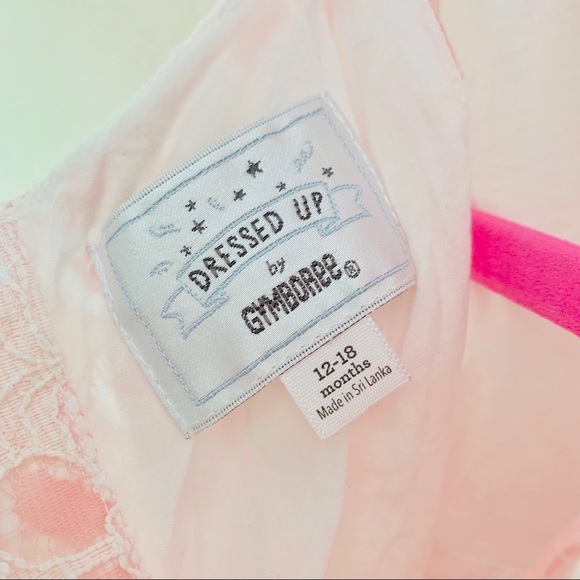 DRESSED UP
by
GYMBOREE®
12-18
months
Made in Sri Lanka